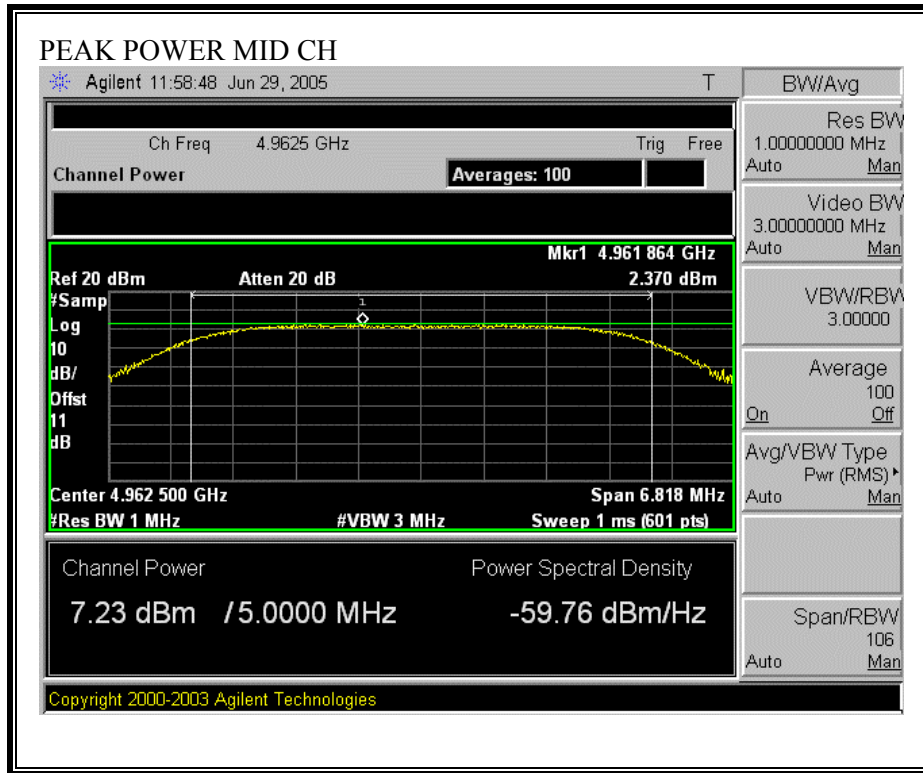 PEAK POWER MID CH
Agilent 11:58:48 Jun 29, 2005 T
Ch Freq 4.9625 GHz Trig Free
Channel Power Averages: 100
Mkr1 4.961 864 GHz
Ref 20 dBm Atten 20 dB 2.370 dBm
#Samp
Log
10
dB/
Offst
11
dB
1
Center 4.962 500 GHz Span 6.818 MHz
#Res BW 1 MHz #VBW 3 MHz Sweep 1 ms (601 pts)
Channel Power Power Spectral Density
7.23 dBm /5.0000 MHz -59.76 dBm/Hz
Copyright 2000-2003 Agilent Technologies
BW/Avg
Res BW
1.00000000 MHz
Auto Man
Video BW
3.00000000 MHz
Auto Man
VBW/RBW
3.00000
Average
100
On Off
Avg/VBW Type
Pwr (RMS)
Auto Man
Span/RBW
106
Auto Man